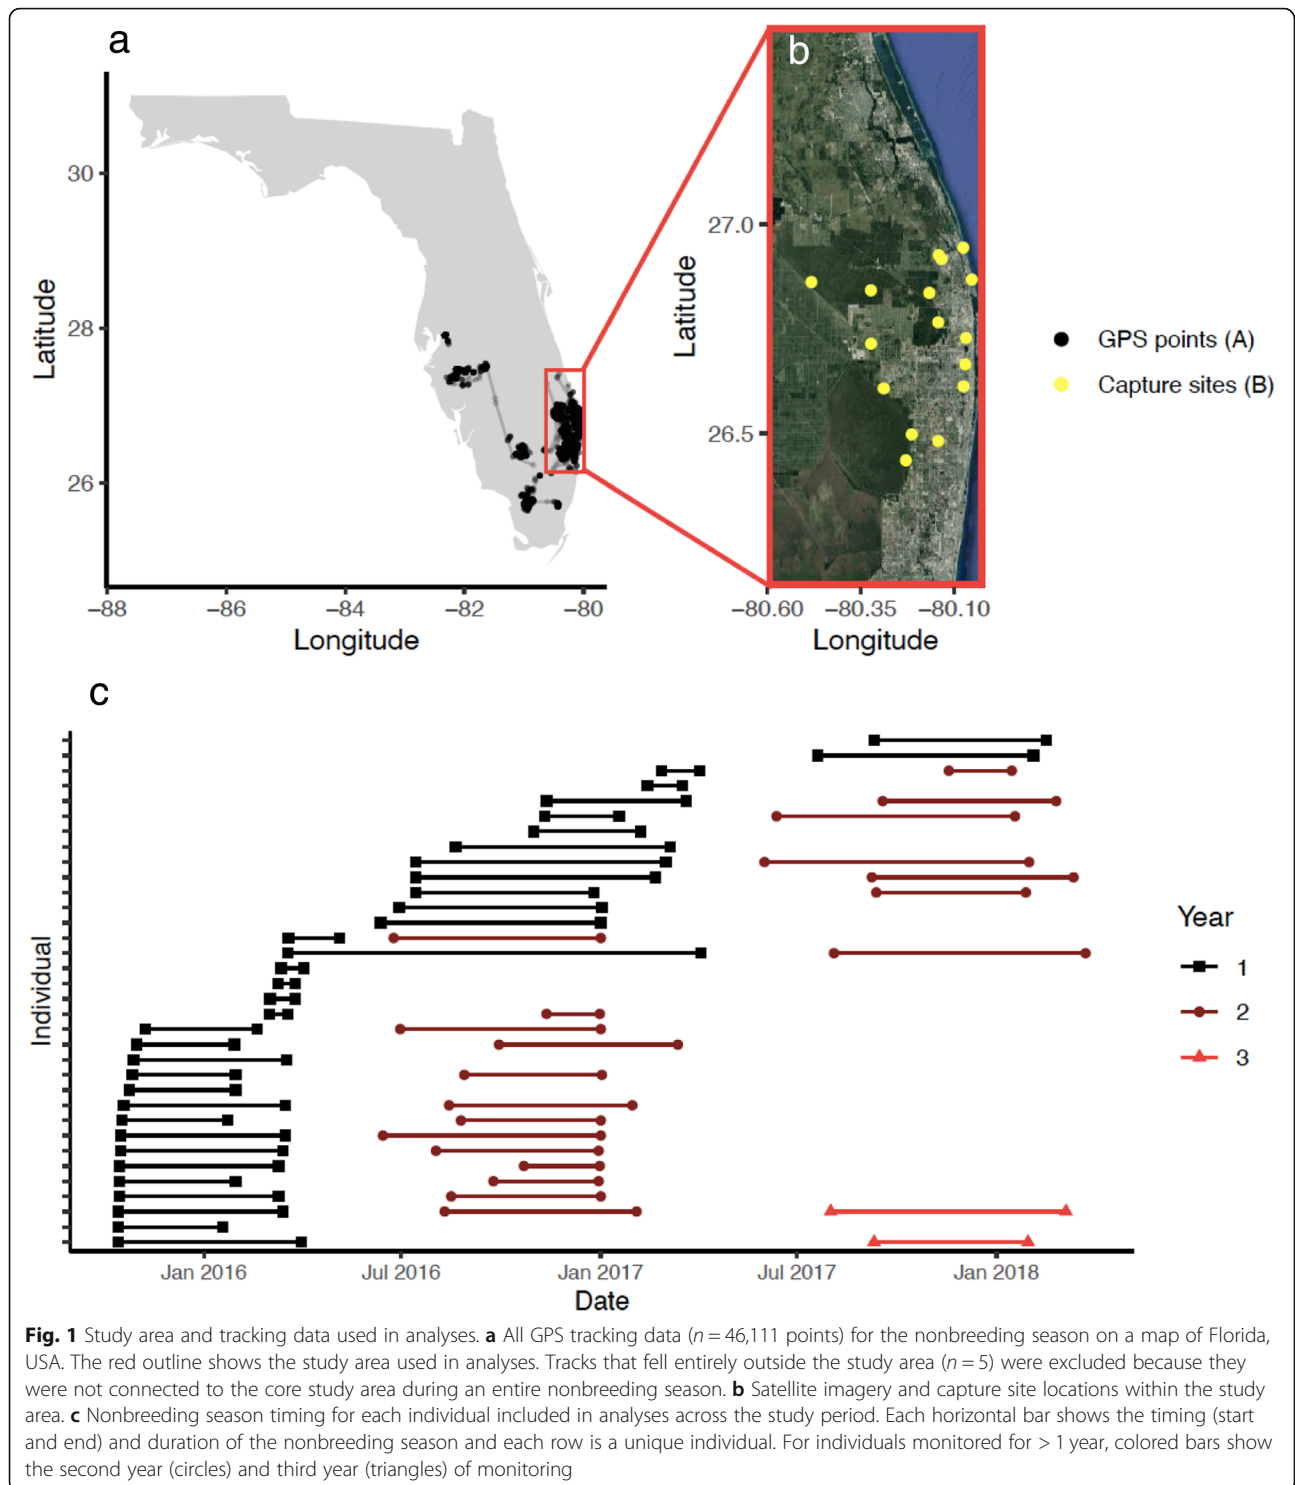 a
b
30
28
26
Latitude
−88
−86
−84
−82
−80
Longitude
27.0
26.5
Latitude
−80.60
−80.35
−80.10
Longitude
GPS points (A)
Capture sites (B)
c
Individual
Jan 2016
Jul 2016
Jan 2017
Jul 2017
Jan 2018
Date
Year
1
2
3
Fig. 1 Study area and tracking data used in analyses. a All GPS tracking data (n = 46,111 points) for the nonbreeding season on a map of Florida,
USA. The red outline shows the study area used in analyses. Tracks that fell entirely outside the study area (n = 5) were excluded because they
were not connected to the core study area during an entire nonbreeding season. b Satellite imagery and capture site locations within the study
area. c Nonbreeding season timing for each individual included in analyses across the study period. Each horizontal bar shows the timing (start
and end) and duration of the nonbreeding season and each row is a unique individual. For individuals monitored for > 1 year, colored bars show
the second year (circles) and third year (triangles) of monitoring